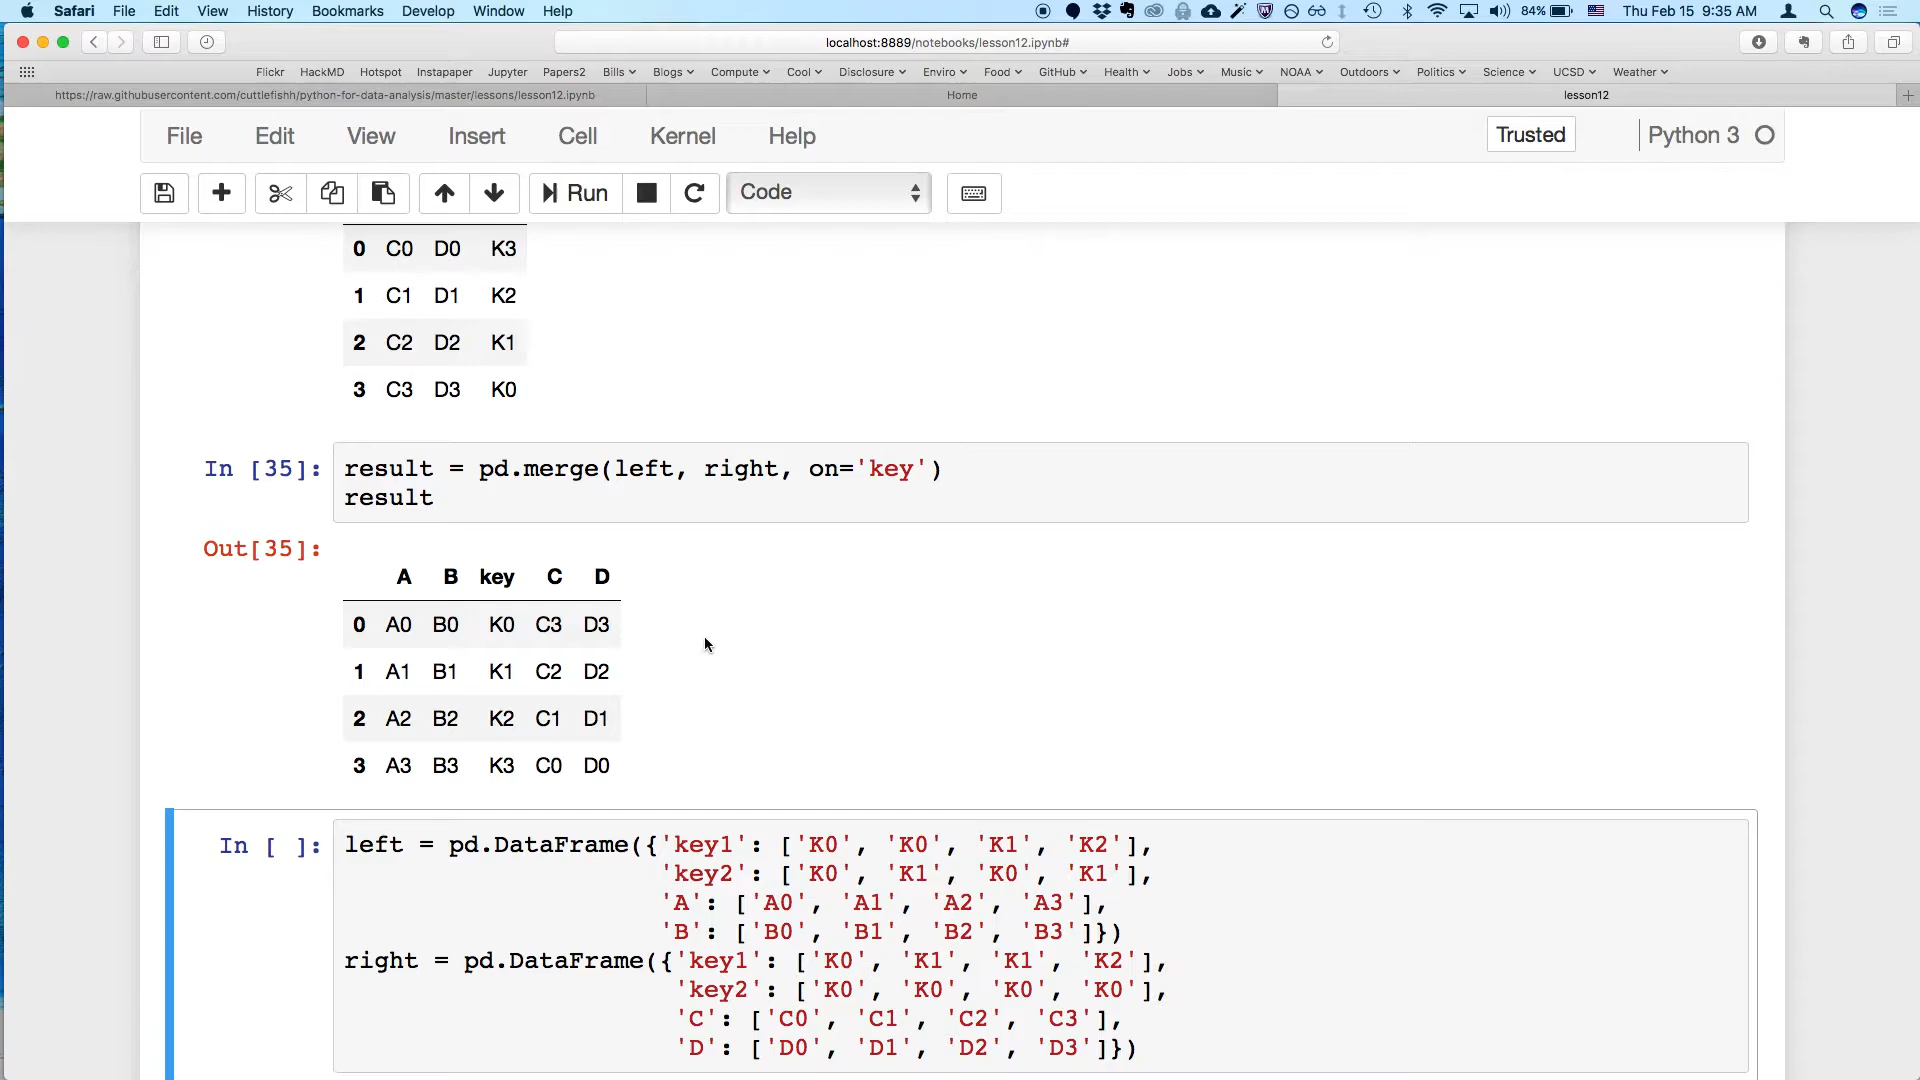 Safari File Edit View History Bookmarks Develop Window Help 84% Thu Feb 15 9:35 AM
localhost:8889/notebooks/lesson12.ipynb#
Flickr HackMD Hotspot Instapaper Jupyter Papers2 Bills Blogs Compute Cool Disclosure Enviro Food GitHub Health Jobs Music NOAA Outdoors Politics Science UCSD Weather
https://raw.githubusercontent.com/cuttlefishh/python-for-data-analysis/master/lessons/lesson12.ipynb Home lesson12
File Edit View Insert Cell Kernel Help Trusted Python 3
Run Code
0 C0 D0 K3
1 C1 D1 K2
2 C2 D2 K1
3 C3 D3 K0
In [35]: result = pd.merge(left, right, on='key')
result
Out[35]:
A B key C D
0 A0 B0 K0 C3 D3
1 A1 B1 K1 C2 D2
2 A2 B2 K2 C1 D1
3 A3 B3 K3 C0 D0
In [ ]: left = pd.DataFrame({'key1': ['K0', 'K0', 'K1', 'K2'],
'key2': ['K0', 'K1', 'K0', 'K1'],
'A': ['A0', 'A1', 'A2', 'A3'],
'B': ['B0', 'B1', 'B2', 'B3']})
right = pd.DataFrame({'key1': ['K0', 'K1', 'K1', 'K2'],
'key2': ['K0', 'K0', 'K0', 'K0'],
'C': ['C0', 'C1', 'C2', 'C3'],
'D': ['D0', 'D1', 'D2', 'D3']})